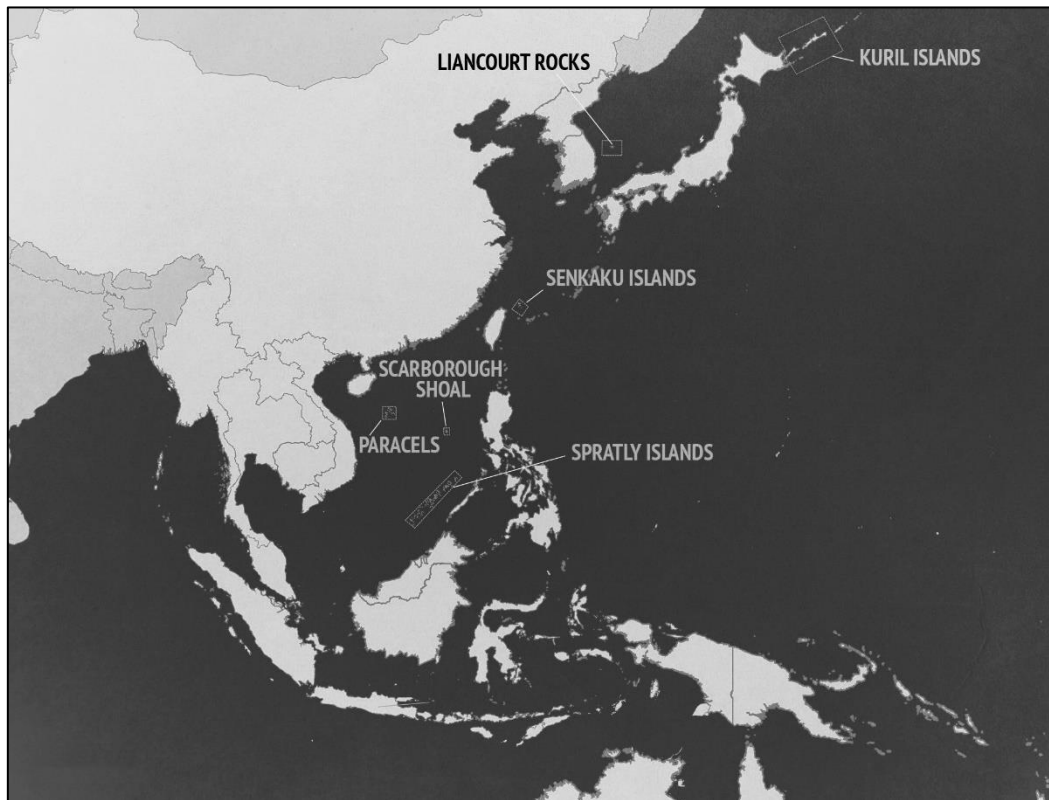 LIANCOURT ROCKS
KURIL ISLANDS
SENKAKU ISLANDS
SCARBOROUGH
SHOAL
PARACELS
SPRATLY ISLANDS